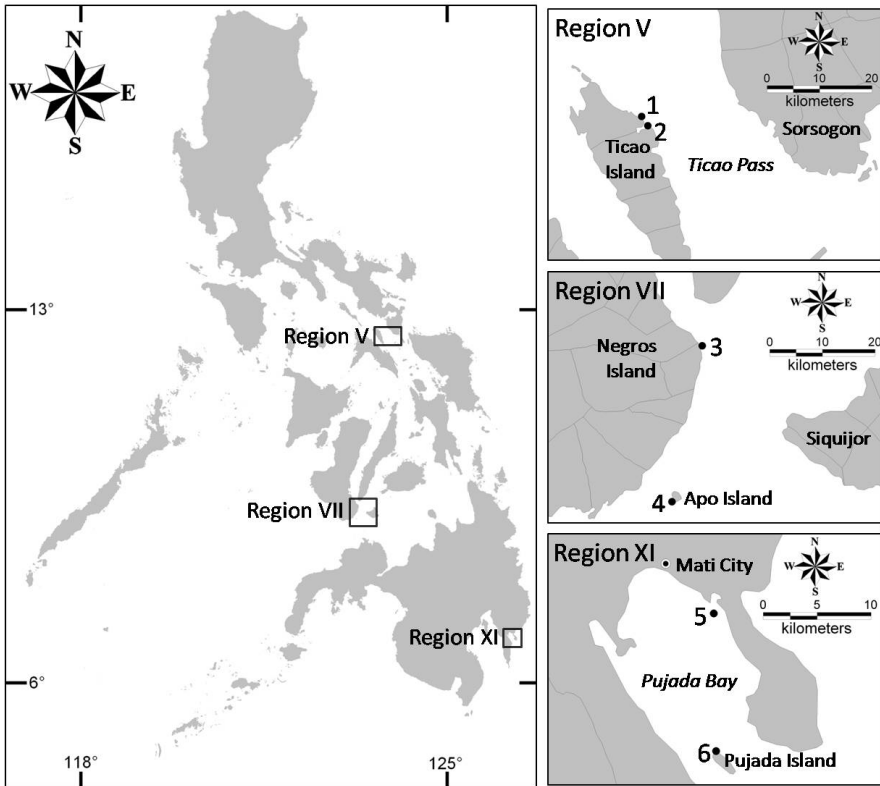 N
W E
S
13°
Region V
Region VII
Region XI
6°
118° 125°
Region V
N
W E
S
0 10 20
kilometers
1
2
Sorsogon
Ticao
Island
Ticao Pass
Region VII
N
W E
S
0 10 20
kilometers
3
Negros
Island
Siquijor
4 Apo Island
Region XI
N
W E
S
Mati City
0 5 10
kilometers
5
Pujada Bay
6
Pujada Island